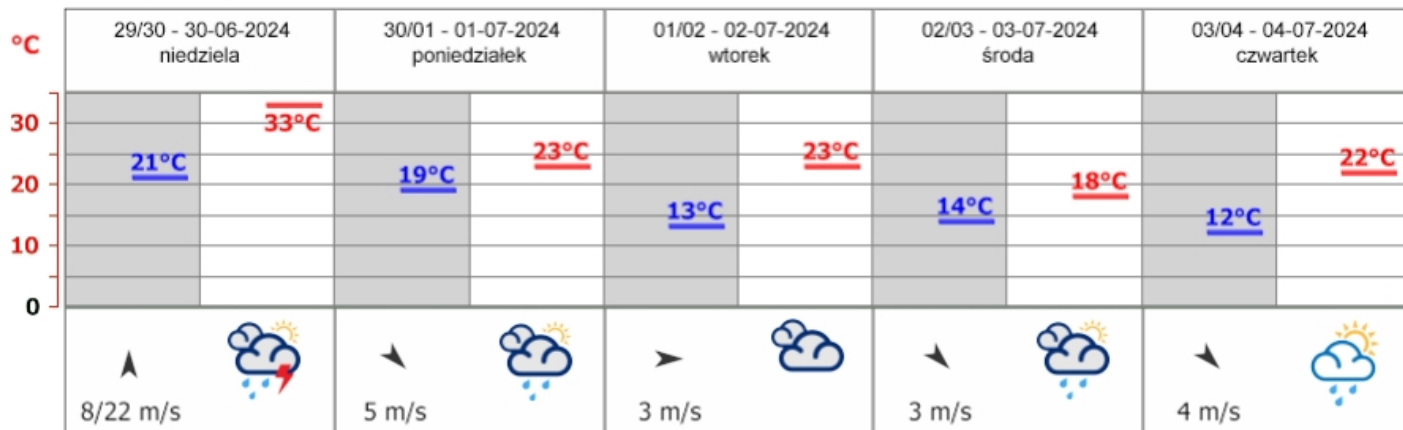 °C
29/30 - 30-06-2024
niedziela
30/01 - 01-07-2024
poniedziałek
01/02 - 02-07-2024
wtorek
02/03 - 03-07-2024
środa
03/04 - 04-07-2024
czwartek
30
20
10
0
21°C
33°C
19°C
23°C
13°C
23°C
14°C
18°C
12°C
22°C
8/22 m/s
5 m/s
3 m/s
3 m/s
4 m/s